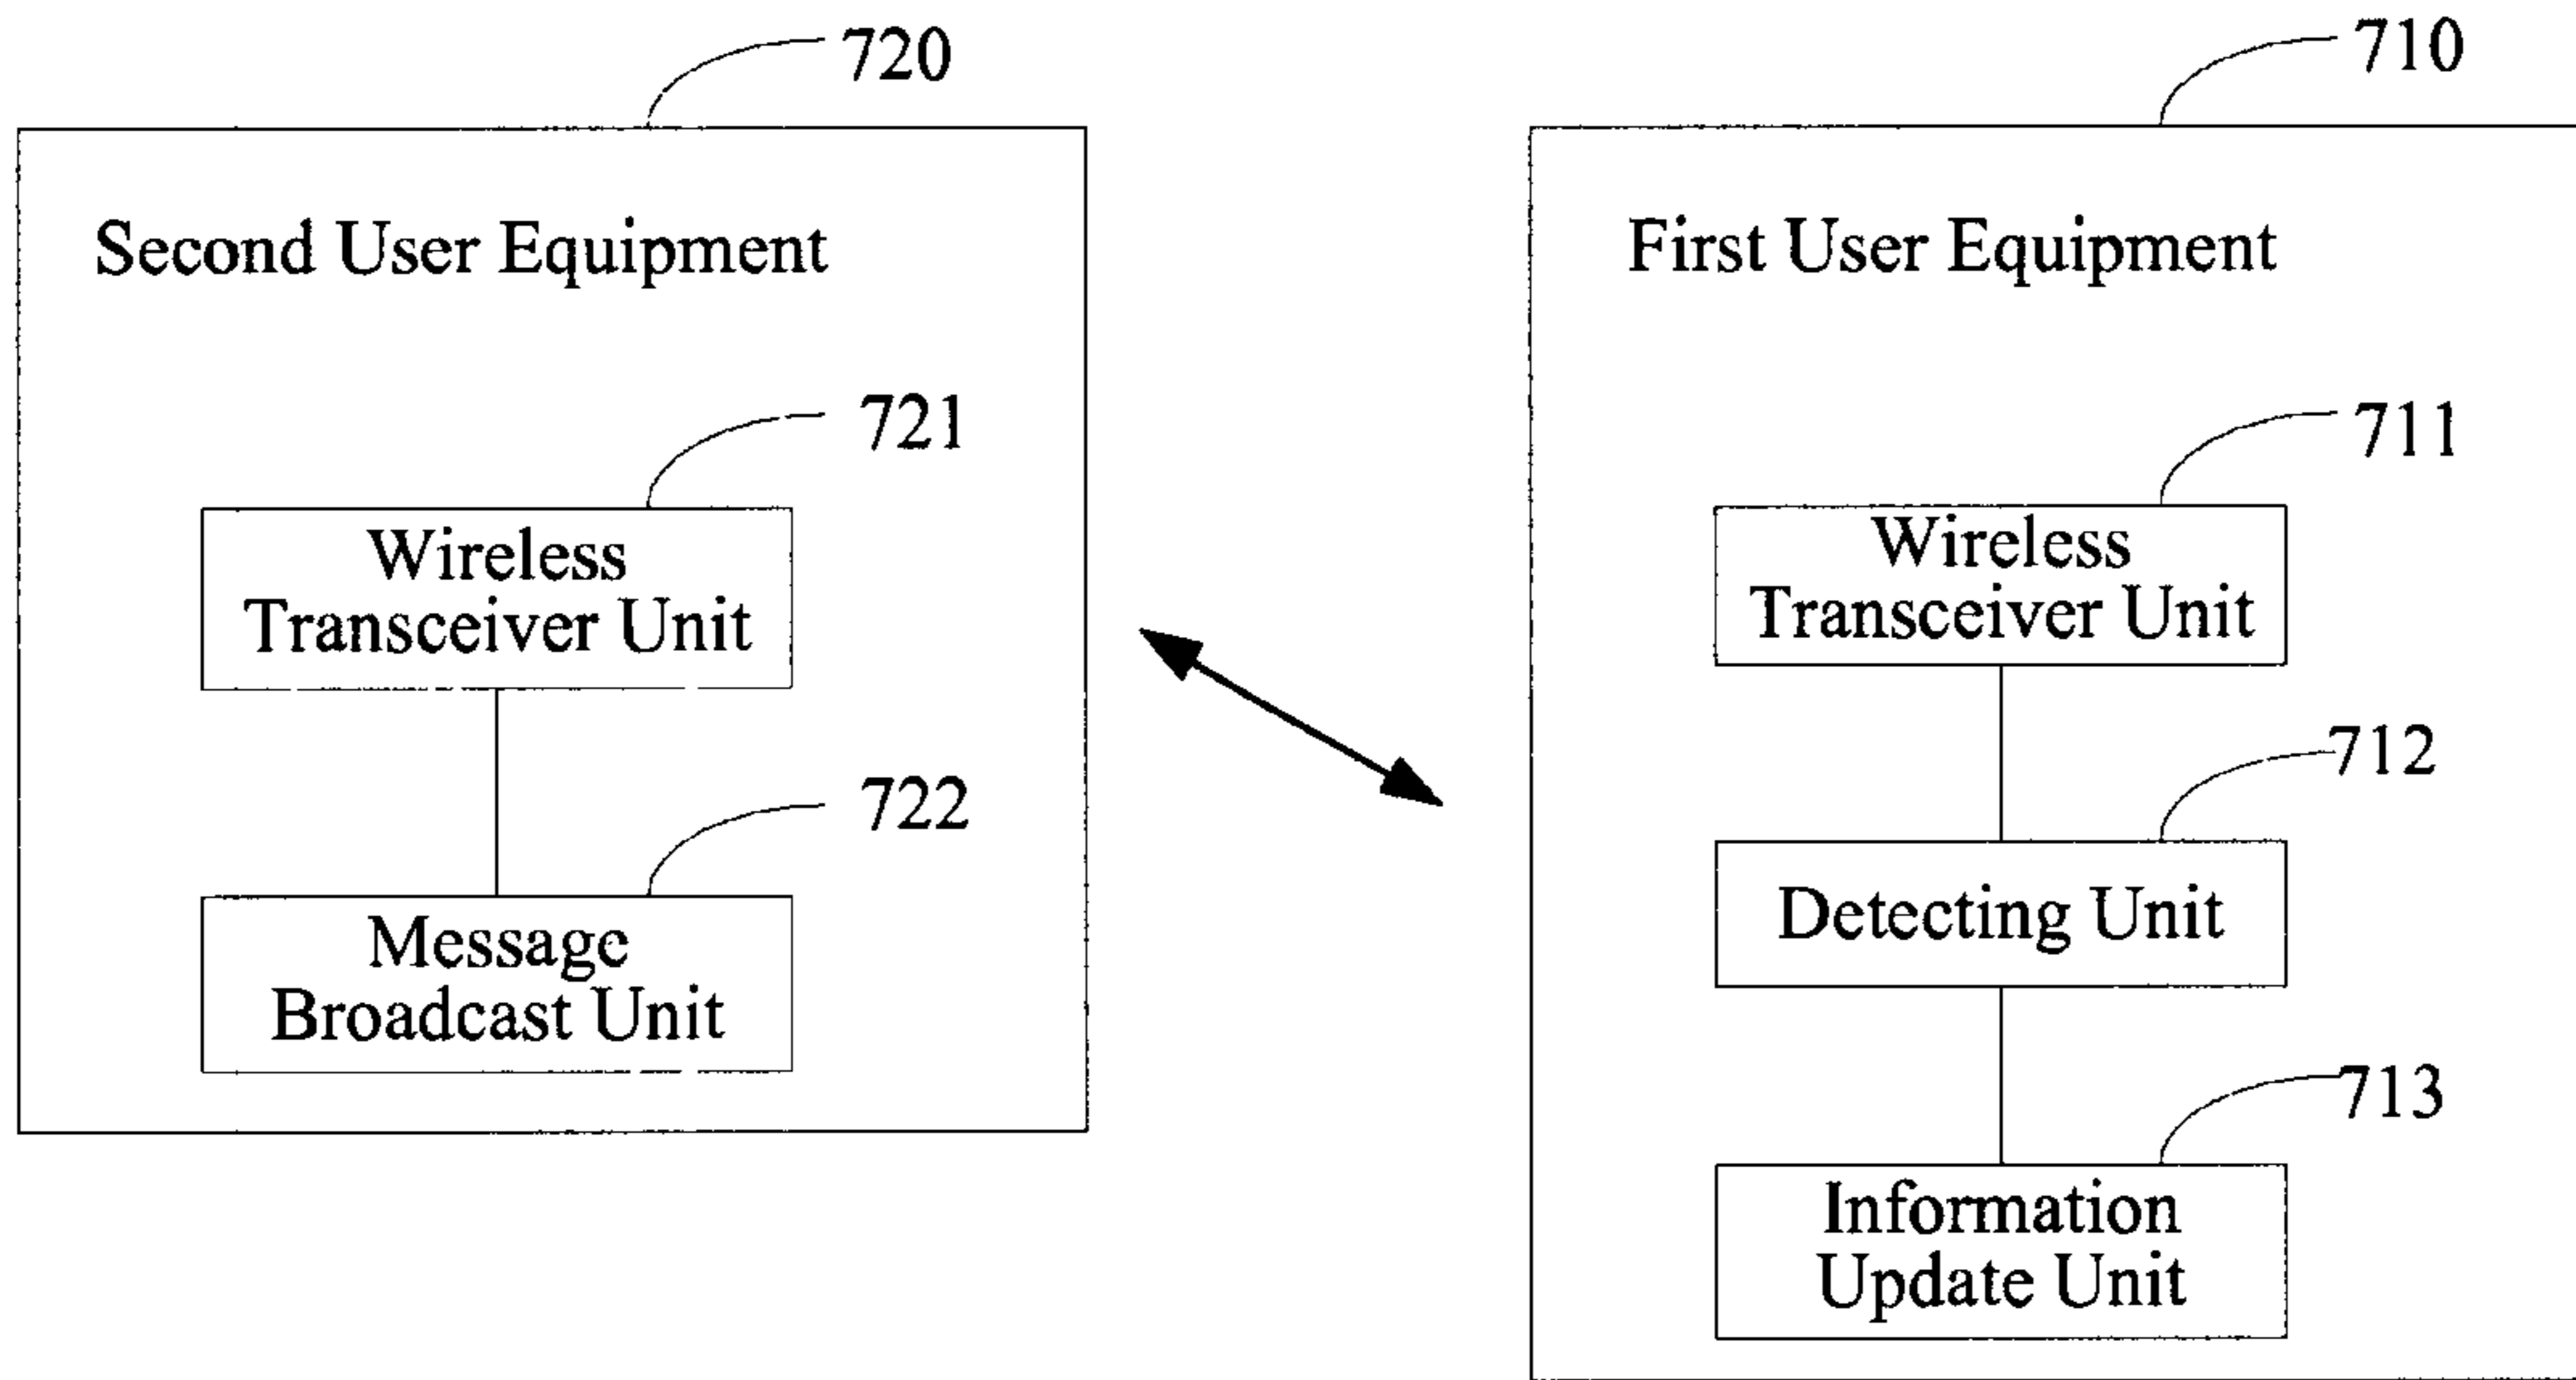 720
Second User Equipment
721
Wireless
Transceiver Unit
722
Message
Broadcast Unit
710
First User Equipment
711
Wireless
Transceiver Unit
712
Detecting Unit
713
Information
Update Unit